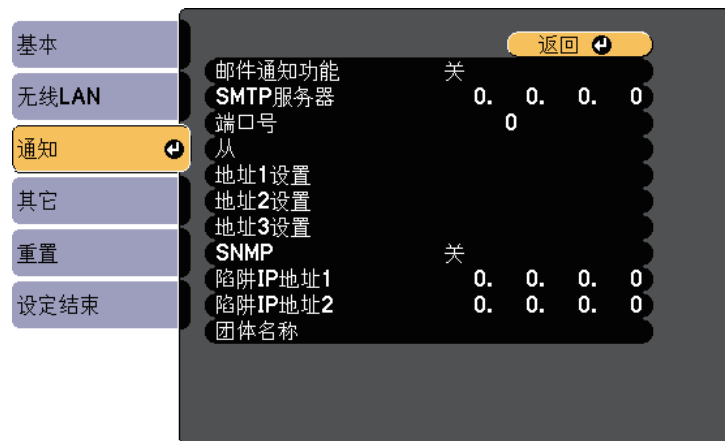 基本
无线LAN
通知
其它
重置
设定结束
返回
邮件通知功能 关
SMTP服务器 0. 0. 0. 0
端口号 0
从
地址1设置
地址2设置
地址3设置
SNMP 关
陷阱IP地址1 0. 0. 0. 0
陷阱IP地址2 0. 0. 0. 0
团体名称